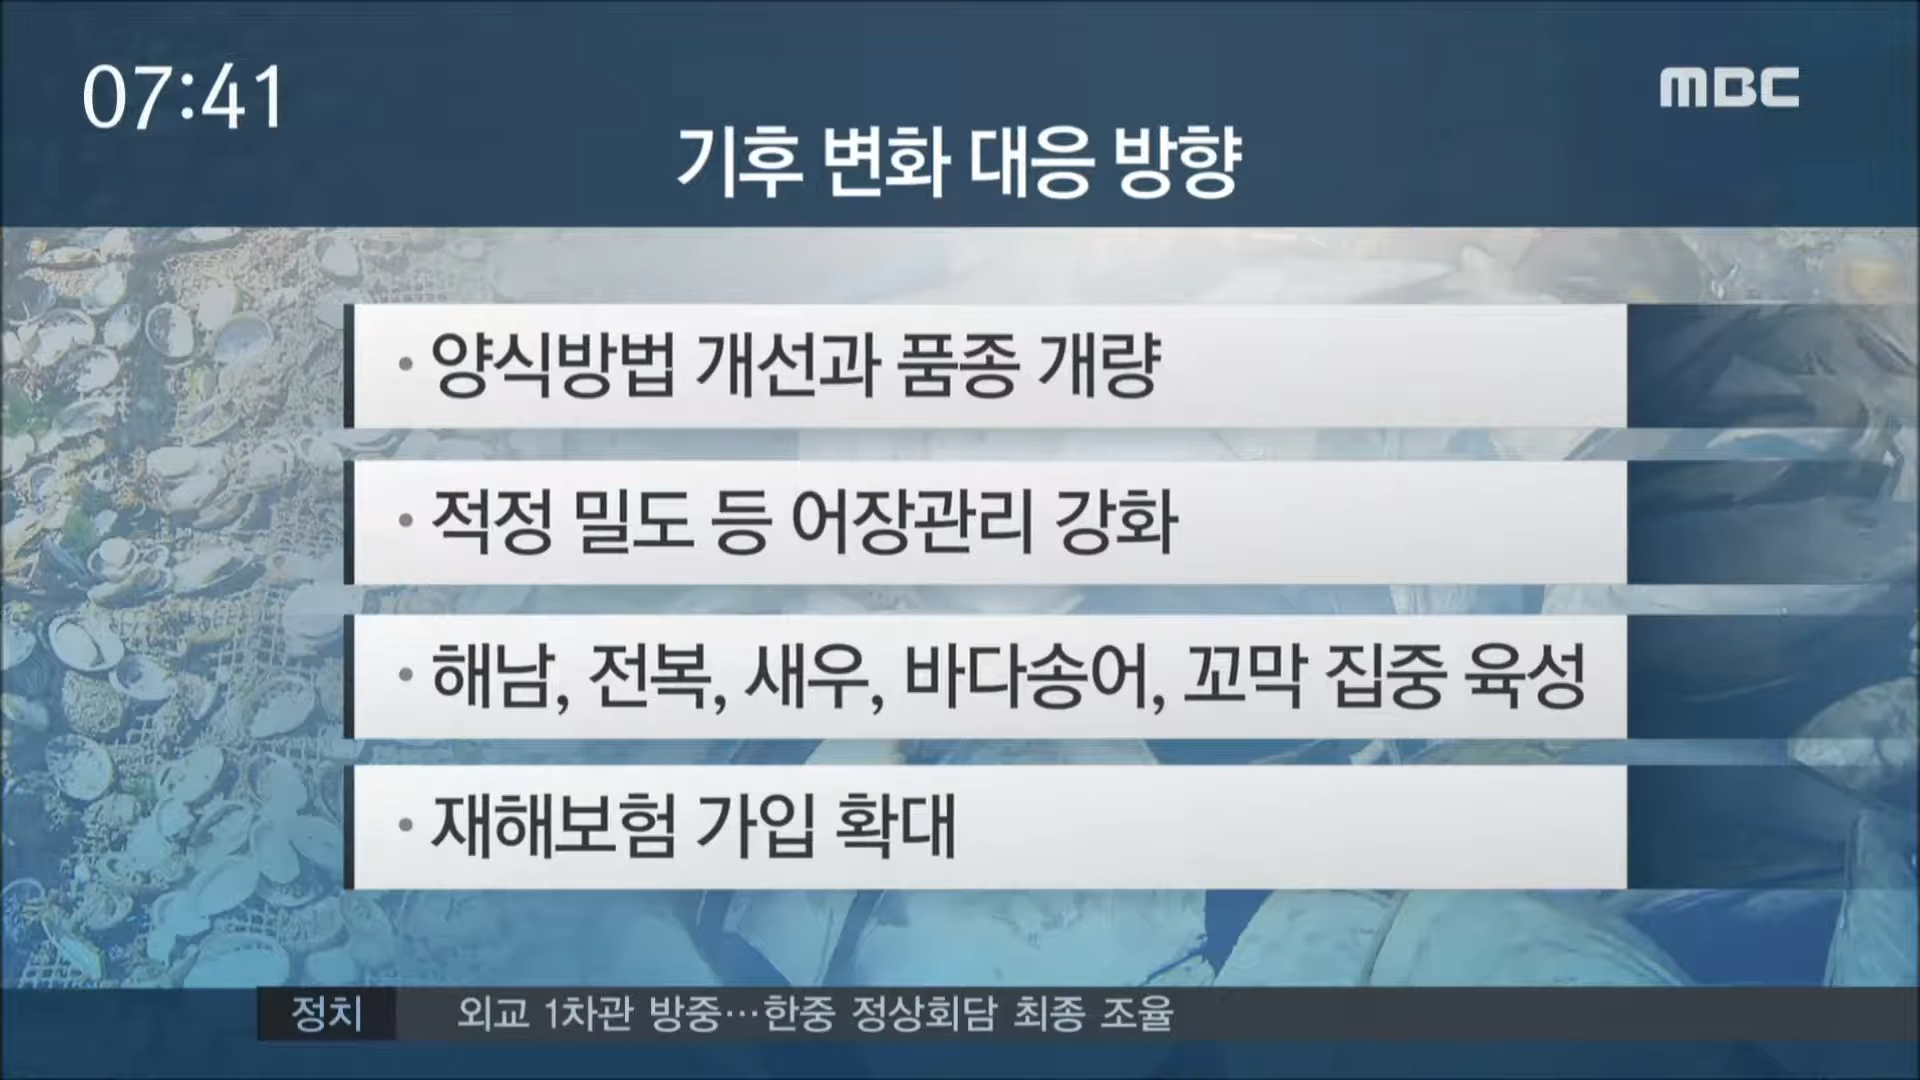 07:41
MBC
기후 변화 대응 방향
· 양식방법 개선과 품종 개량
· 적정 밀도 등 어장관리 강화
· 해남, 전복, 새우, 바다송어, 꼬막 집중 육성
· 재해보험 가입 확대
정치 외교 1차관 방중…한중 정상회담 최종 조율